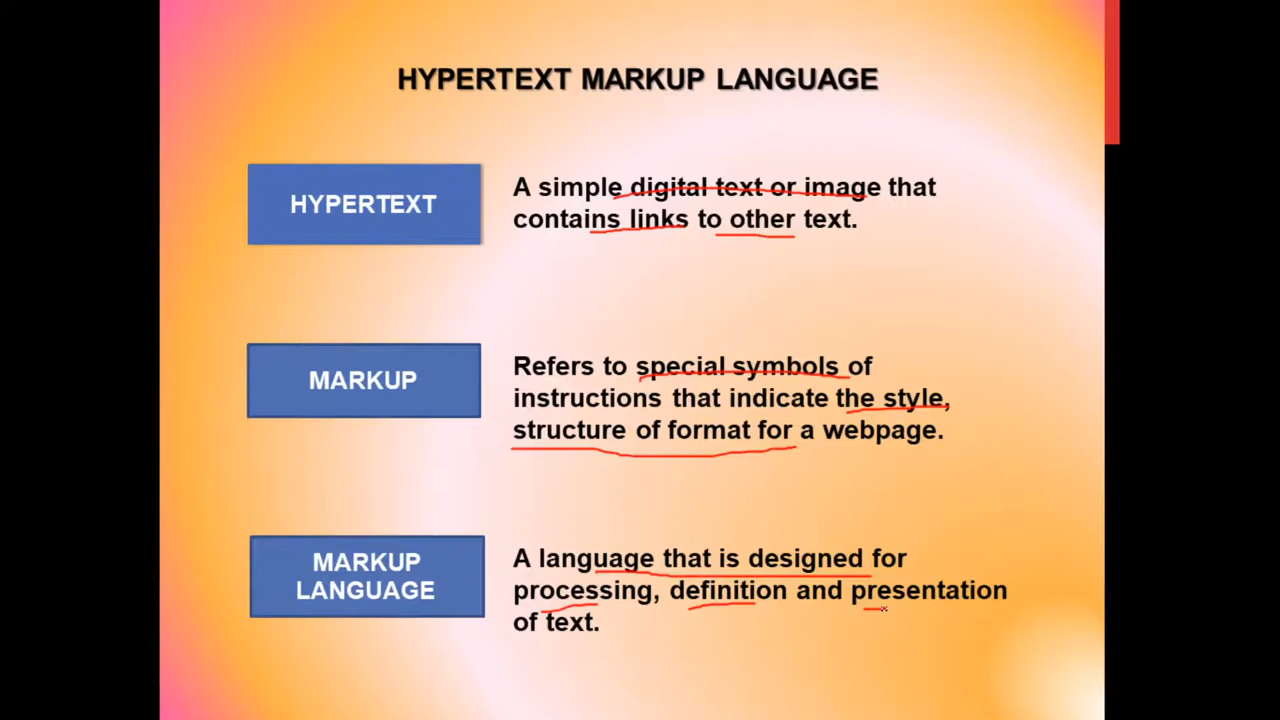 HYPERTEXT MARKUP LANGUAGE
HYPERTEXT
A simple digital text or image that
contains links to other text.
MARKUP
Refers to special symbols of
instructions that indicate the style,
structure of format for a webpage.
MARKUP
LANGUAGE
A language that is designed for
processing, definition and presentation
of text.